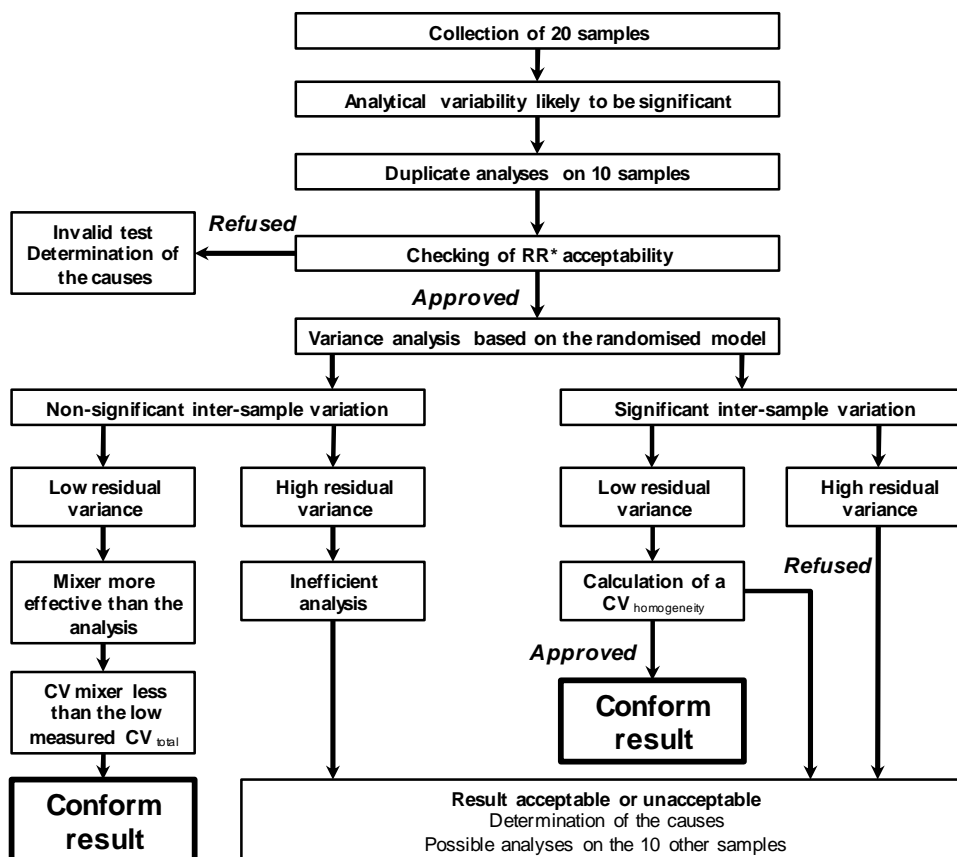 Collection of 20 samples
Analytical variability likely to be significant
Duplicate analyses on 10 samples
Refused
Invalid test
Determination of
the causes
Checking of RR* acceptability
Approved
Variance analysis based on the randomised model
Non-significant inter-sample variation
Significant inter-sample variation
Low residual
variance
High residual
variance
Low residual
variance
High residual
variance
Mixer more
effective than the
analysis
Inefficient
analysis
Calculation of a
CV homogeneity
Refused
Approved
CV mixer less
than the low
measured CV total
Conform
result
Conform
result
Result acceptable or unacceptable
Determination of the causes
Possible analyses on the 10 other samples